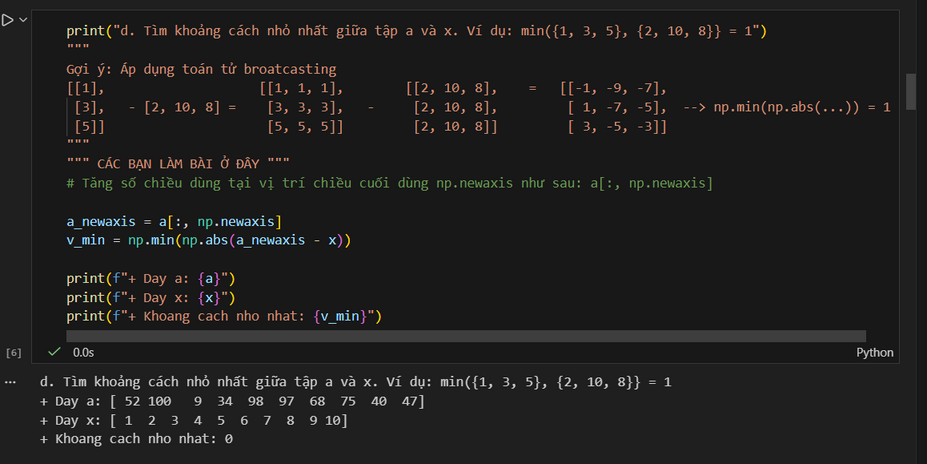 print("d. Tìm khoảng cách nhỏ nhất giữa tập a và x. Ví dụ: min({1, 3, 5}, {2, 10, 8}} = 1")
"""
Gợi ý: Áp dụng toán tử broatcasting
[[1],                    [[1, 1, 1],       [[2, 10, 8],    =   [[-1, -9, -7],
 [3],   - [2, 10, 8] =    [3, 3, 3],   -     [2, 10, 8],         [ 1, -7, -5],  --> np.min(np.abs(...)) = 1
 [5]]                     [5, 5, 5]]         [2, 10, 8]]         [ 3, -5, -3]]
"""
""" CÁC BẠN LÀM BÀI Ở ĐÂY """
# Tăng số chiều dùng tại vị trí chiều cuối dùng np.newaxis như sau: a[:, np.newaxis]
a_newaxis = a[:, np.newaxis]
v_min = np.min(np.abs(a_newaxis - x))
print(f"+ Day a: {a}")
print(f"+ Day x: {x}")
print(f"+ Khoang cach nho nhat: {v_min}")
[6] 0.0s Python
... d. Tìm khoảng cách nhỏ nhất giữa tập a và x. Ví dụ: min({1, 3, 5}, {2, 10, 8}} = 1
+ Day a: [ 52 100   9  34  98  97  68  75  40  47]
+ Day x: [ 1  2  3  4  5  6  7  8  9 10]
+ Khoang cach nho nhat: 0